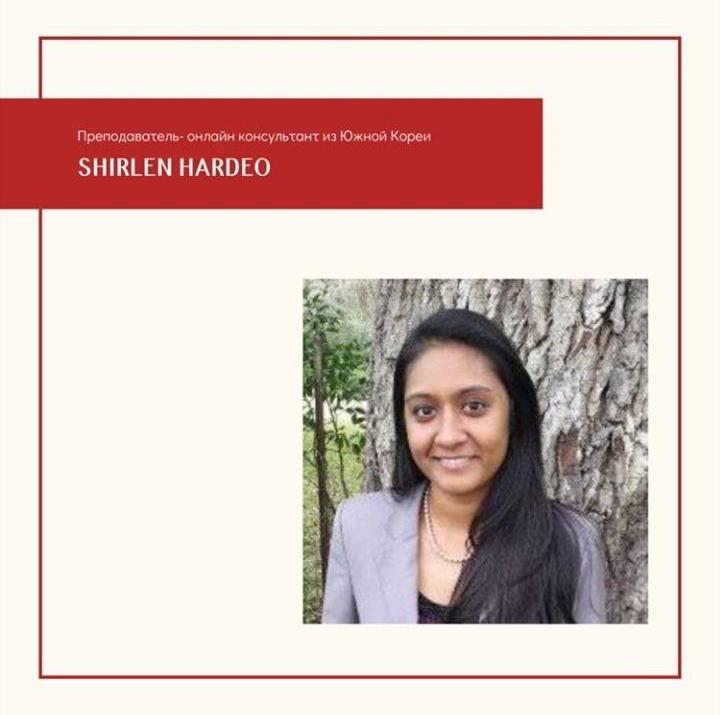 Преподаватель- онлайн консультант из Южной Кореи
SHIRLEN HARDEO